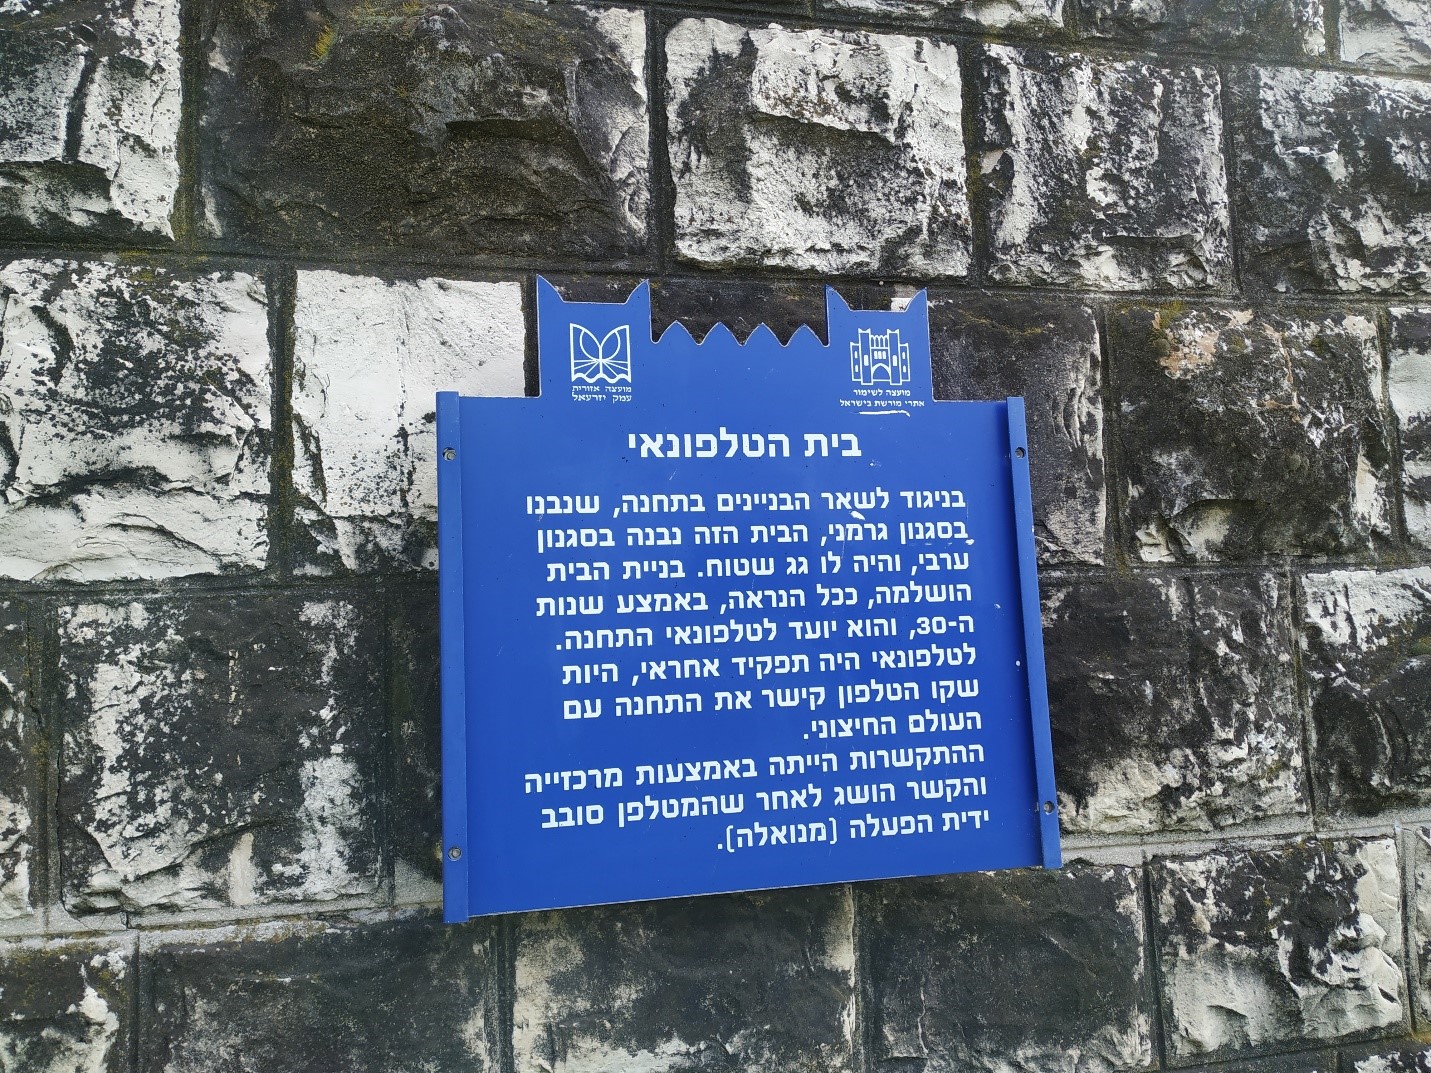 מועצה אזורית
עמק יזרעאל
מועצה לשימור
אתרי מורשת בישראל
בית הטלפונאי
בניגוד לשאר הבניינים בתחנה, שנבנו
בסגנון גרמני, הבית הזה נבנה בסגנון
ערבי, והיה לו גג שטוח. בניית הבית
הושלמה, ככל הנראה, באמצע שנות
ה-30, והוא יועד לטלפונאי התחנה.
לטלפונאי היה תפקיד אחראי, היות
שקו הטלפון קישר את התחנה עם
העולם החיצוני.
ההתקשרות הייתה באמצעות מרכזייה
והקשר הושג לאחר שהמטלפן סובב
ידית הפעלה (מנואלה).